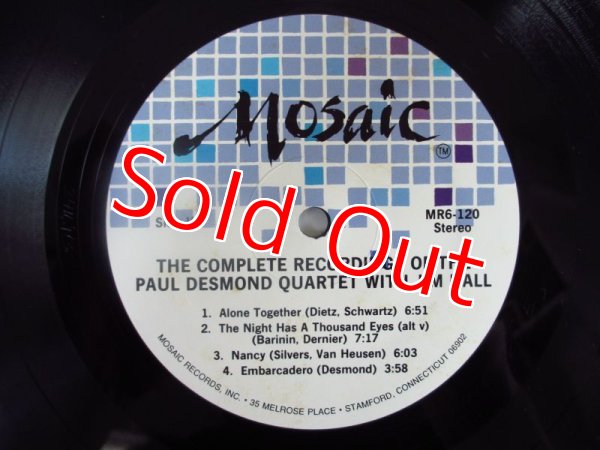 Mosaic
TM
MR6-120
Stereo
Sold Out
THE COMPLETE OF
PAUL DESMOND QUARTET WITH
1. Alone Together (Dietz, Schwartz) 6:51
2. The Night Has A Thousand Eyes (alt v)
(Barinin, Dernier) 7:17
3. Nancy (Silvers, Van Heusen) 6:03
4. Embarcadero (Desmond) 3:58
MOSAIC RECORDS, INC. • 35 MELROSE PLACE • STAMFORD, CONNECTICUT 06902